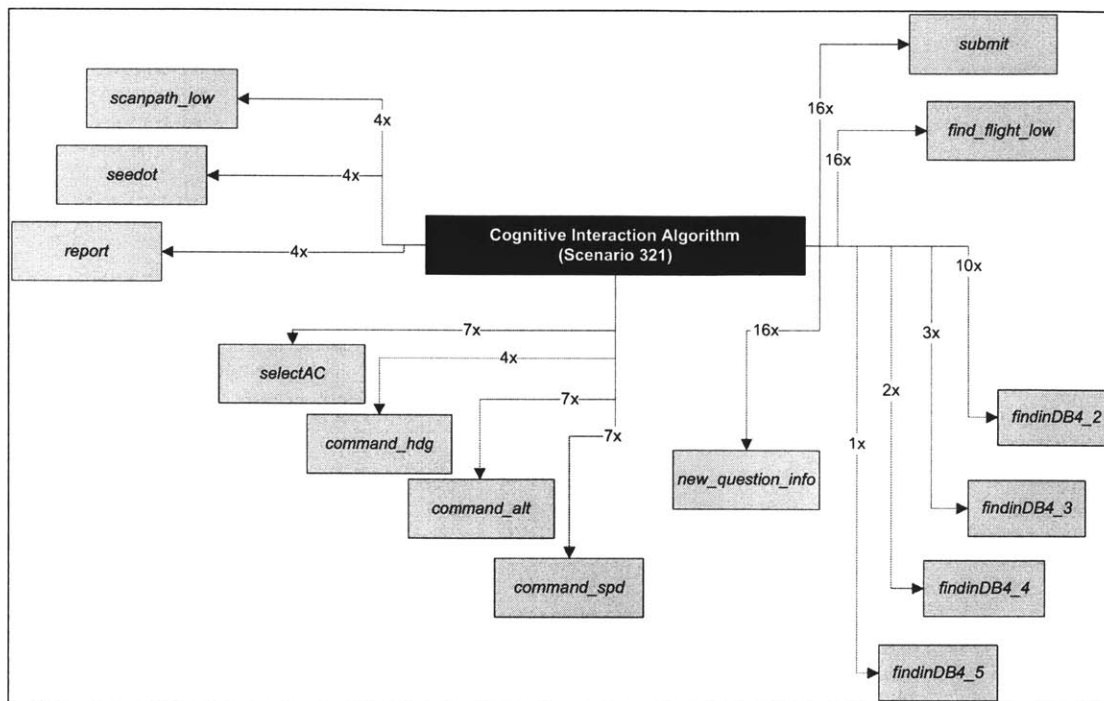 submit
scanpath_low
16x
4x
find_flight_low
seedot
4x
16x
report
4x
Cognitive Interaction Algorithm
(Scenario 321)
10x
7x
16x
3x
selectAC
4x
2x
command_hdg
7x
findinDB4_2
7x
1x
command_alt
new_question_info
findinDB4_3
command_spd
findinDB4_4
findinDB4_5